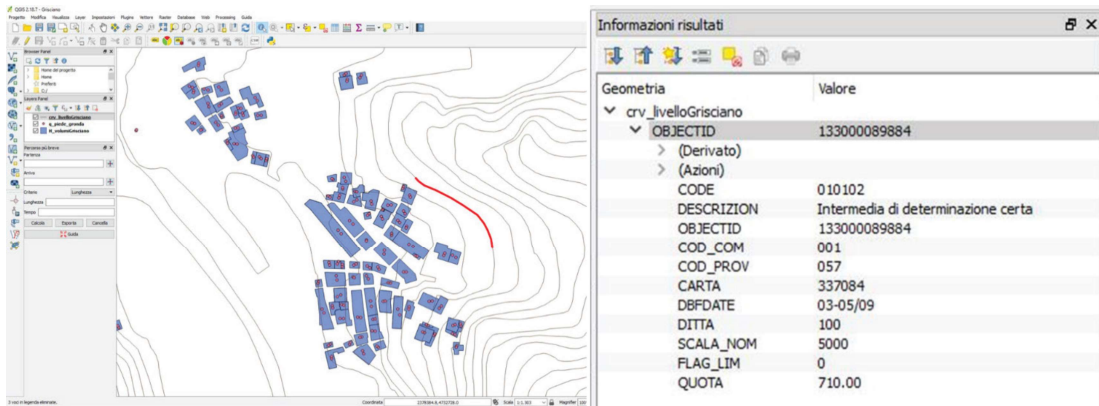 QGIS 2.18.7 - Grisciano
Progetto Modifica Visualizza Layer Impostazioni Plugins Vettore Raster Database Web Processing Guida
Browser Panel
Home del progetto
Home
Preferiti
C:/
Layers Panel
crv_livelloGrisciano
q_piede_gronda
Percorso più breve
Partenza
Arrivo
Criterio Lunghezza
Lunghezza
Tempo
Calcola Esporta Cancella
Guida
Coordinata
Scala
Magnifier
Informazioni risultati
Geometria Valore
crv_livelloGrisciano
OBJECTID 133000089884
(Derivato)
(Azioni)
CODE 010102
DESCRIZION Intermedia di determinazione certa
OBJECTID 133000089884
COD_COM 001
COD_PROV 057
CARTA 337084
DBFDATE 03-05/09
DITTA 100
SCALA_NOM 5000
FLAG_LIM 0
QUOTA 710.00